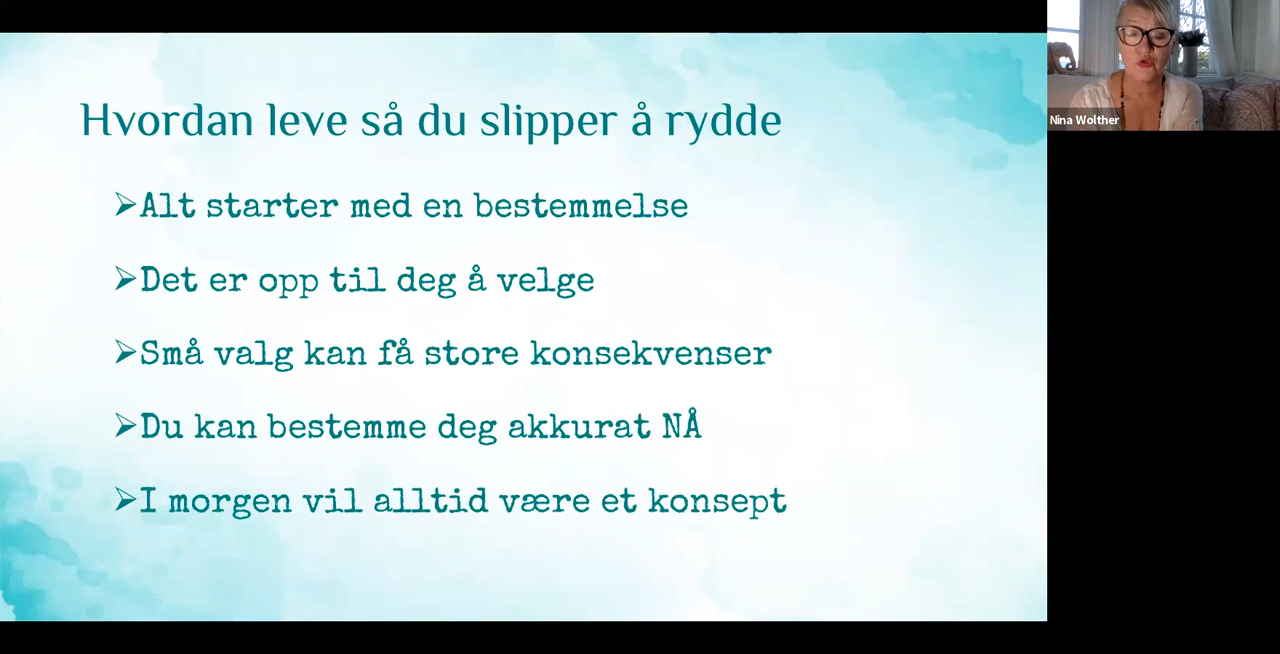 Hvordan leve så du slipper å rydde
➢Alt starter med en bestemmelse
➢Det er opp til deg å velge
➢Små valg kan få store konsekvenser
➢Du kan bestemme deg akkurat NÅ
➢I morgen vil alltid være et konsept
Nina Wolther